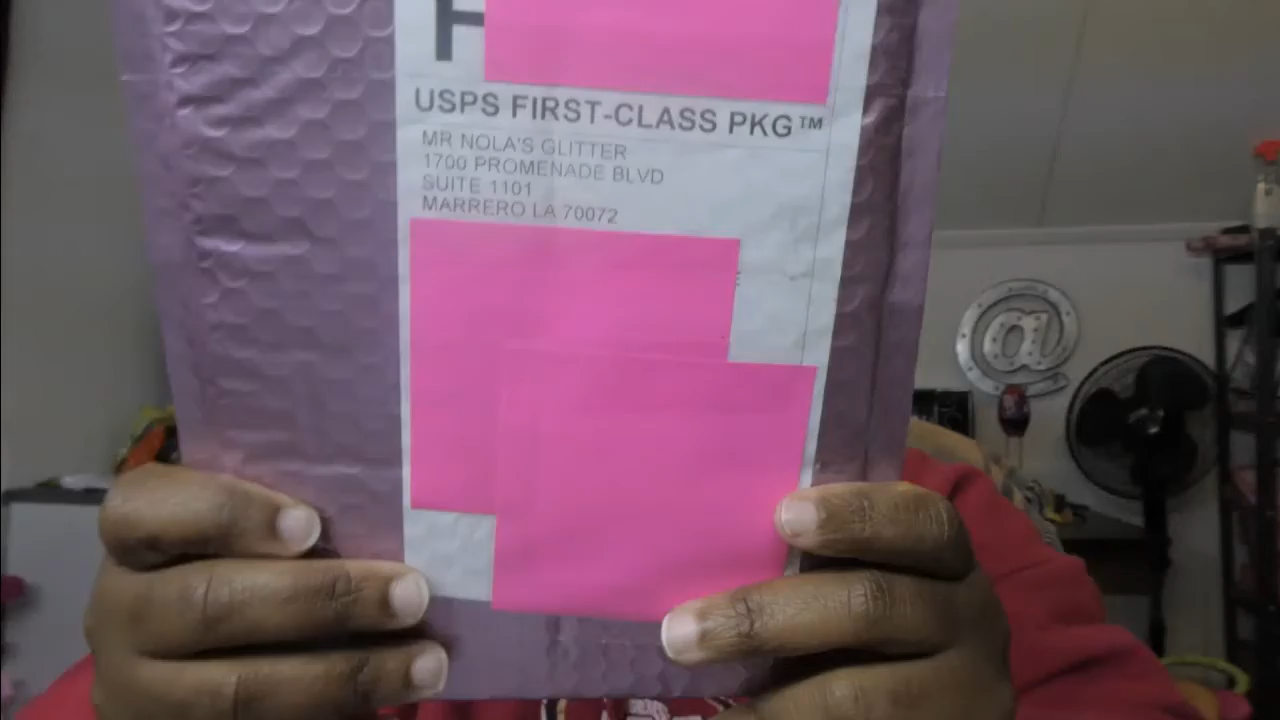 USPS FIRST-CLASS PKG™
MR NOLA'S GLITTER
1700 PROMENADE BLVD
SUITE 1101
MARRERO LA 70072
@